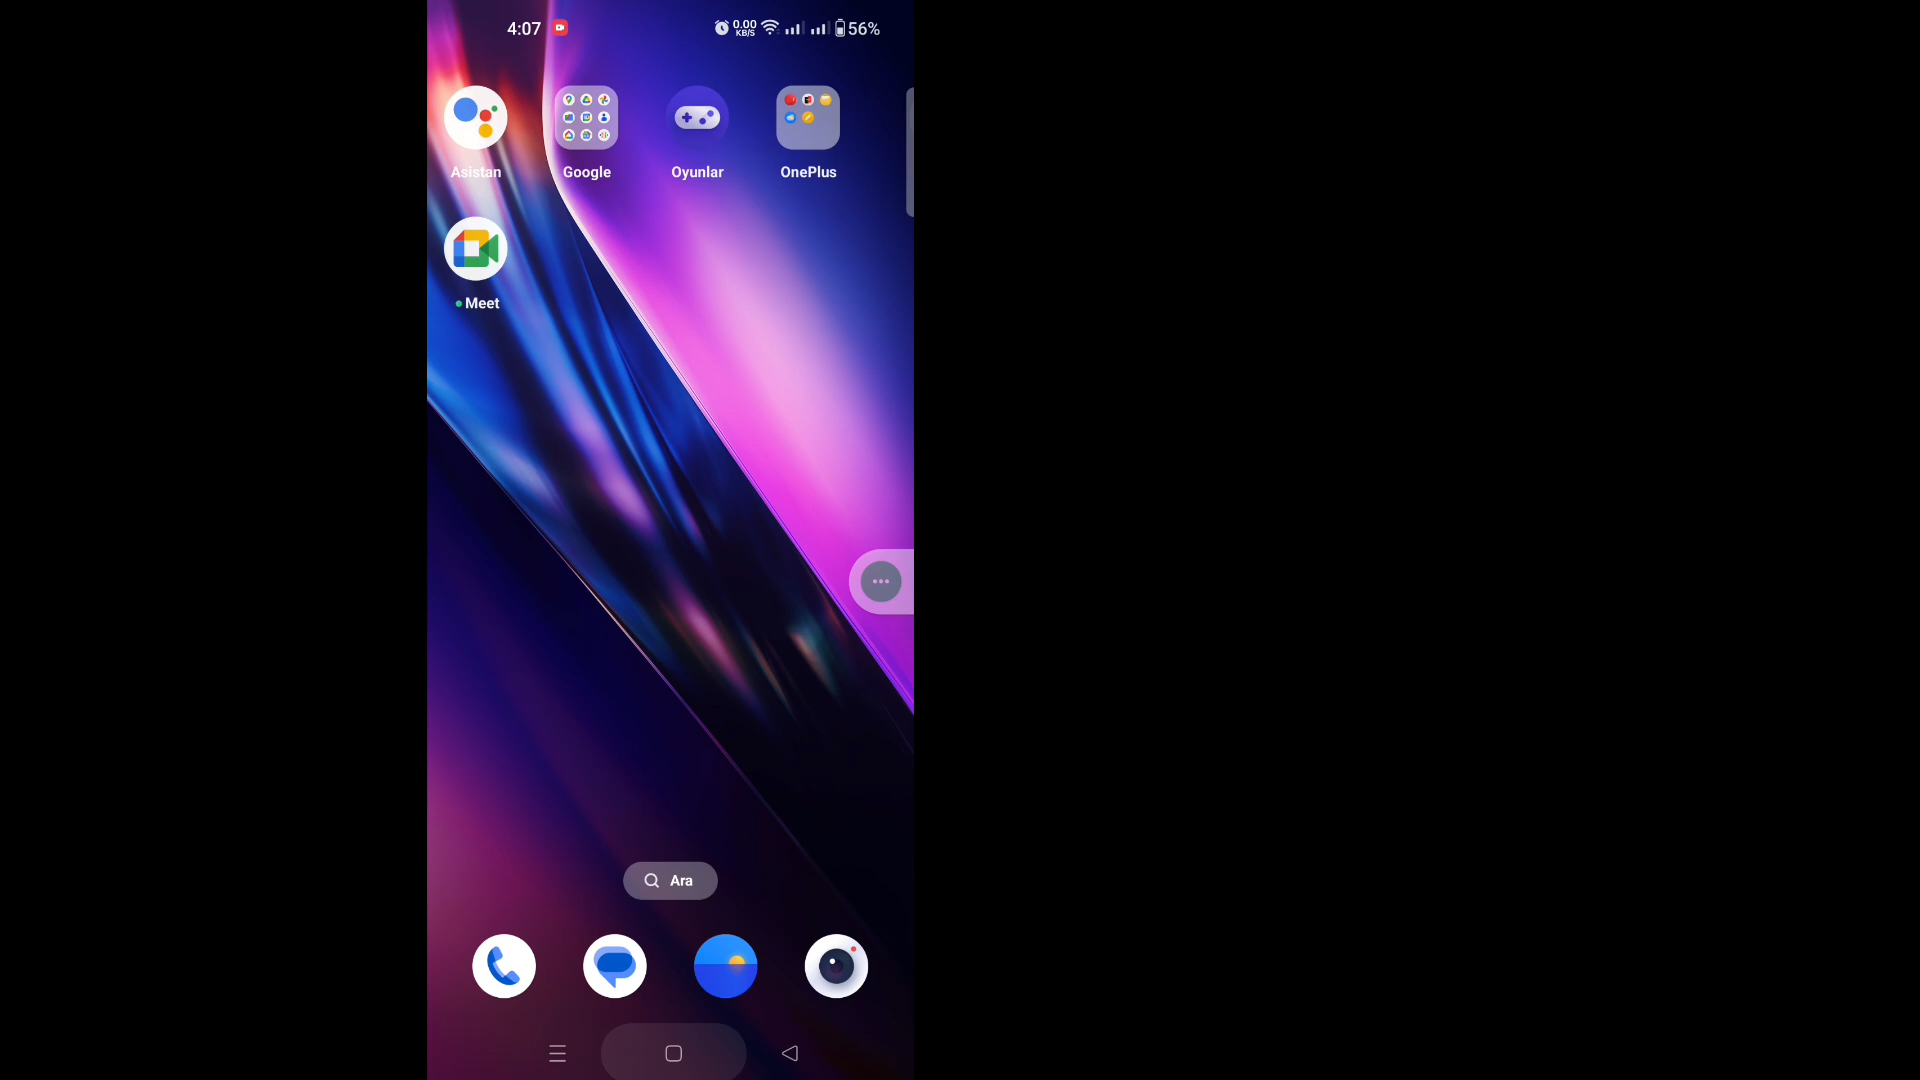 4:07
0.00
KB/S
56%
Asistan
Google
Oyunlar
OnePlus
Meet
Ara